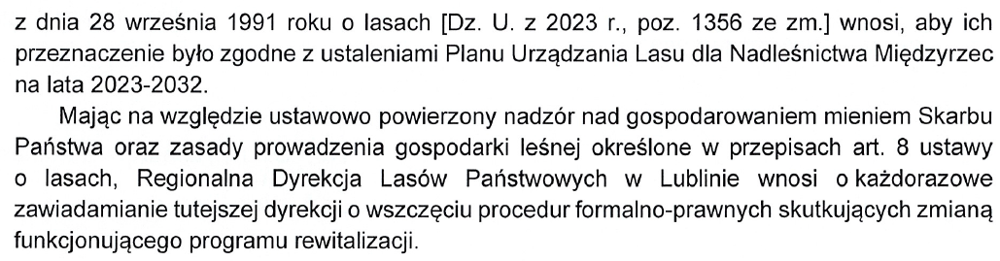 z dnia 28 września 1991 roku o lasach [Dz. U. z 2023 r., poz. 1356 ze zm.] wnosi, aby ich
przeznaczenie było zgodne z ustaleniami Planu Urządzania Lasu dla Nadleśnictwa Międzyrzec
na lata 2023-2032.
Mając na względzie ustawowo powierzony nadzór nad gospodarowaniem mieniem Skarbu
Państwa oraz zasady prowadzenia gospodarki leśnej określone w przepisach art. 8 ustawy
o lasach, Regionalna Dyrekcja Lasów Państwowych w Lublinie wnosi o każdorazowe
zawiadamianie tutejszej dyrekcji o wszczęciu procedur formalno-prawnych skutkujących zmianą
funkcjonującego programu rewitalizacji.